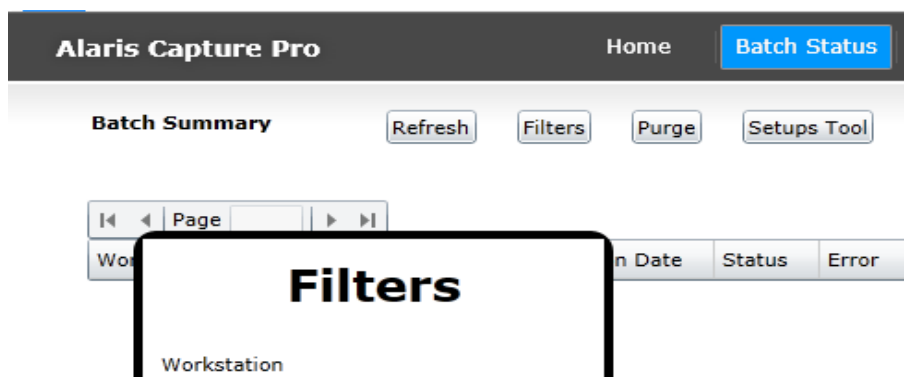 Alaris Capture Pro Home Batch Status
Batch Summary Refresh Filters Purge Setups Tool
Page
n Date Status Error
Filters
Workstation